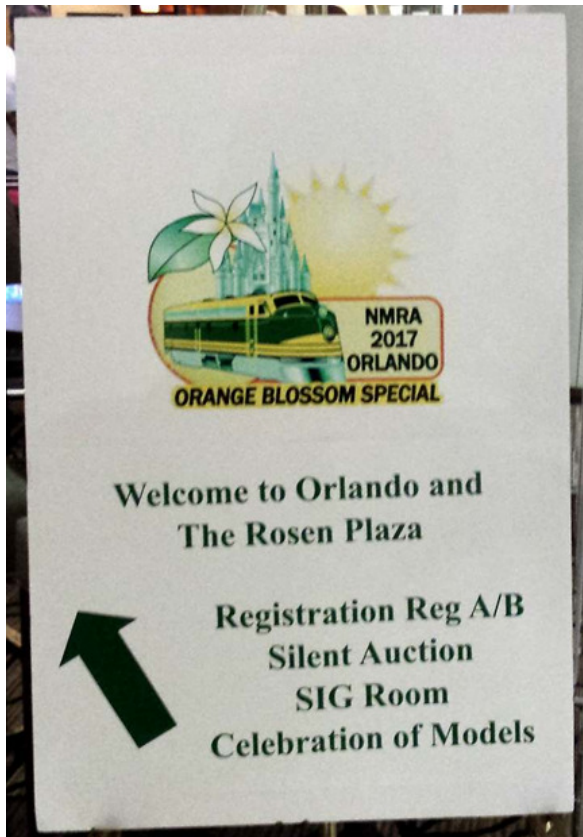 NMRA
2017
ORLANDO
ORANGE BLOSSOM SPECIAL
Welcome to Orlando and
The Rosen Plaza
Registration Reg A/B
Silent Auction
SIG Room
Celebration of Models